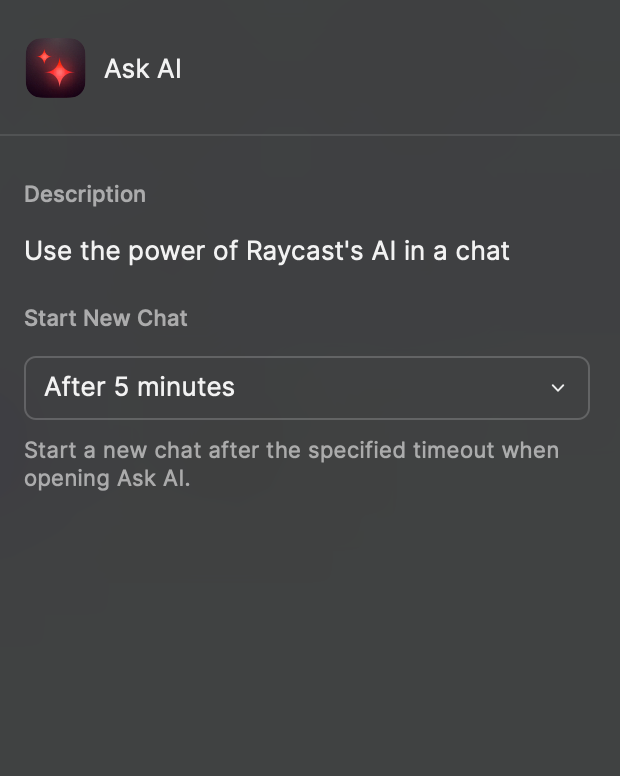 Ask AI
Description
Use the power of Raycast's AI in a chat
Start New Chat
After 5 minutes
Start a new chat after the specified timeout when
opening Ask AI.